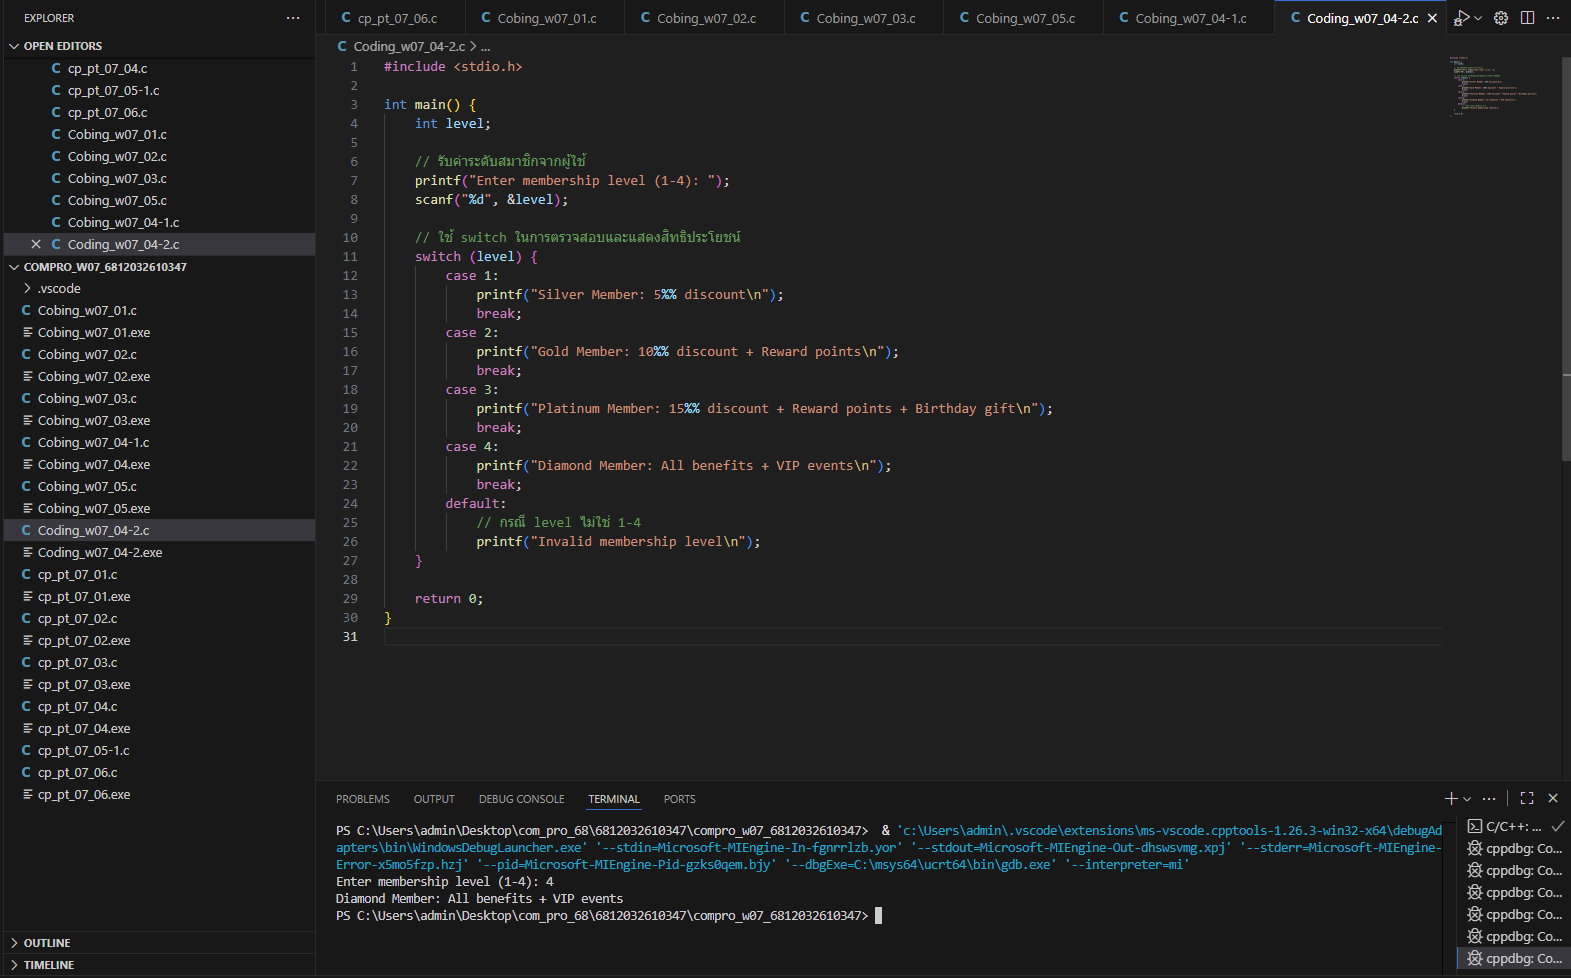 EXPLORER
OPEN EDITORS
cp_pt_07_04.c
cp_pt_07_05-1.c
cp_pt_07_06.c
Cobing_w07_01.c
Cobing_w07_02.c
Cobing_w07_03.c
Cobing_w07_05.c
Cobing_w07_04-1.c
Coding_w07_04-2.c
COMPRO_W07_6812032610347
.vscode
Cobing_w07_01.c
Cobing_w07_01.exe
Cobing_w07_02.c
Cobing_w07_02.exe
Cobing_w07_03.c
Cobing_w07_03.exe
Cobing_w07_04-1.c
Cobing_w07_04.exe
Cobing_w07_05.c
Cobing_w07_05.exe
Coding_w07_04-2.c
Coding_w07_04-2.exe
cp_pt_07_01.c
cp_pt_07_01.exe
cp_pt_07_02.c
cp_pt_07_02.exe
cp_pt_07_03.c
cp_pt_07_03.exe
cp_pt_07_04.c
cp_pt_07_04.exe
cp_pt_07_05-1.c
cp_pt_07_06.c
cp_pt_07_06.exe
OUTLINE
TIMELINE
C cp_pt_07_06.c C Cobing_w07_01.c C Cobing_w07_02.c C Cobing_w07_03.c C Cobing_w07_05.c C Cobing_w07_04-1.c C Coding_w07_04-2.c
C Coding_w07_04-2.c > ...
1 #include <stdio.h>
2
3 int main() {
4 int level;
5
6 // รับค่าระดับสมาชิกจากผู้ใช้
7 printf("Enter membership level (1-4): ");
8 scanf("%d", &level);
9
10 // ใช้ switch ในการตรวจสอบและแสดงสิทธิประโยชน์
11 switch (level) {
12 case 1:
13 printf("Silver Member: 5%% discount\n");
14 break;
15 case 2:
16 printf("Gold Member: 10%% discount + Reward points\n");
17 break;
18 case 3:
19 printf("Platinum Member: 15%% discount + Reward points + Birthday gift\n");
20 break;
21 case 4:
22 printf("Diamond Member: All benefits + VIP events\n");
23 break;
24 default:
25 // กรณี level ไม่ใช่ 1-4
26 printf("Invalid membership level\n");
27 }
28
29 return 0;
30 }
31
PROBLEMS OUTPUT DEBUG CONSOLE TERMINAL PORTS
PS C:\Users\admin\Desktop\com_pro_68\6812032610347\compro_w07_6812032610347> & 'c:\Users\admin\.vscode\extensions\ms-vscode.cpptools-1.26.3-win32-x64\debugAd
apters\bin\WindowsDebugLauncher.exe' '--stdin=Microsoft-MIEngine-In-fgnrrlzb.yor' '--stdout=Microsoft-MIEngine-Out-dhswsvmg.xpj' '--stderr=Microsoft-MIEngine-
Error-x5mo5fzp.hzj' '--pid=Microsoft-MIEngine-Pid-gzks0qem.bjy' '--dbgExe=C:\msys64\ucrt64\bin\gdb.exe' '--interpreter=mi'
Enter membership level (1-4): 4
Diamond Member: All benefits + VIP events
PS C:\Users\admin\Desktop\com_pro_68\6812032610347\compro_w07_6812032610347>
C/C++: ...
cppdbg: Co...
cppdbg: Co...
cppdbg: Co...
cppdbg: Co...
cppdbg: Co...
cppdbg: Co...